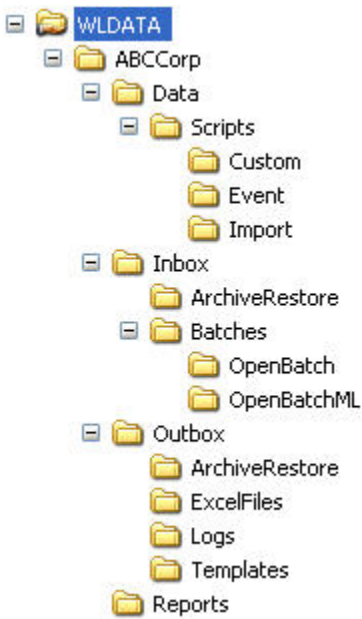 WLDATA
ABCCorp
Data
Scripts
Custom
Event
Import
Inbox
ArchiveRestore
Batches
OpenBatch
OpenBatchML
Outbox
ArchiveRestore
ExcelFiles
Logs
Templates
Reports